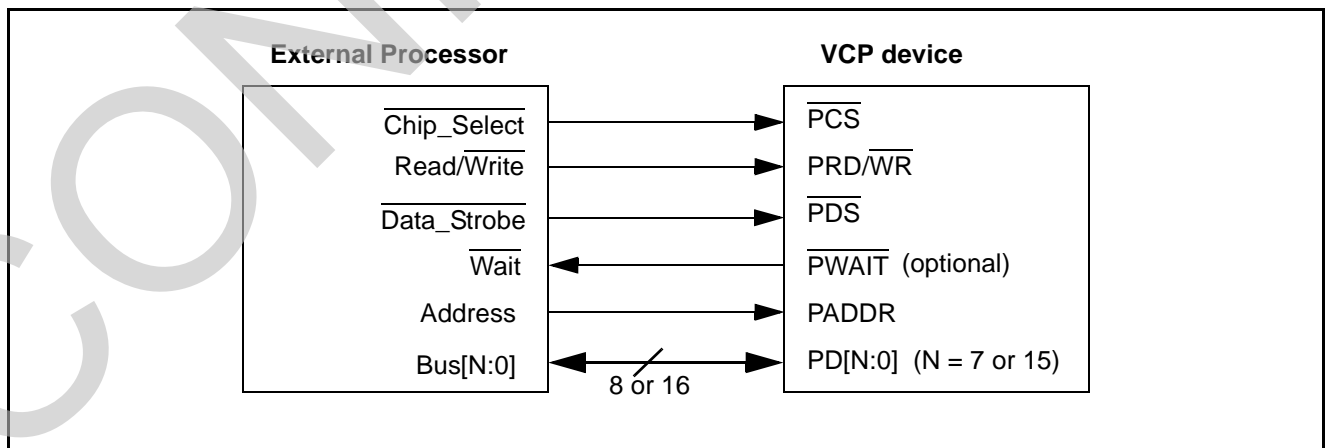 External Processor VCP device
Chip_Select PCS
Read/Write PRD/WR
Data_Strobe PDS
Wait PWAIT (optional)
Address PADDR
Bus[N:0] PD[N:0] (N = 7 or 15)
8 or 16